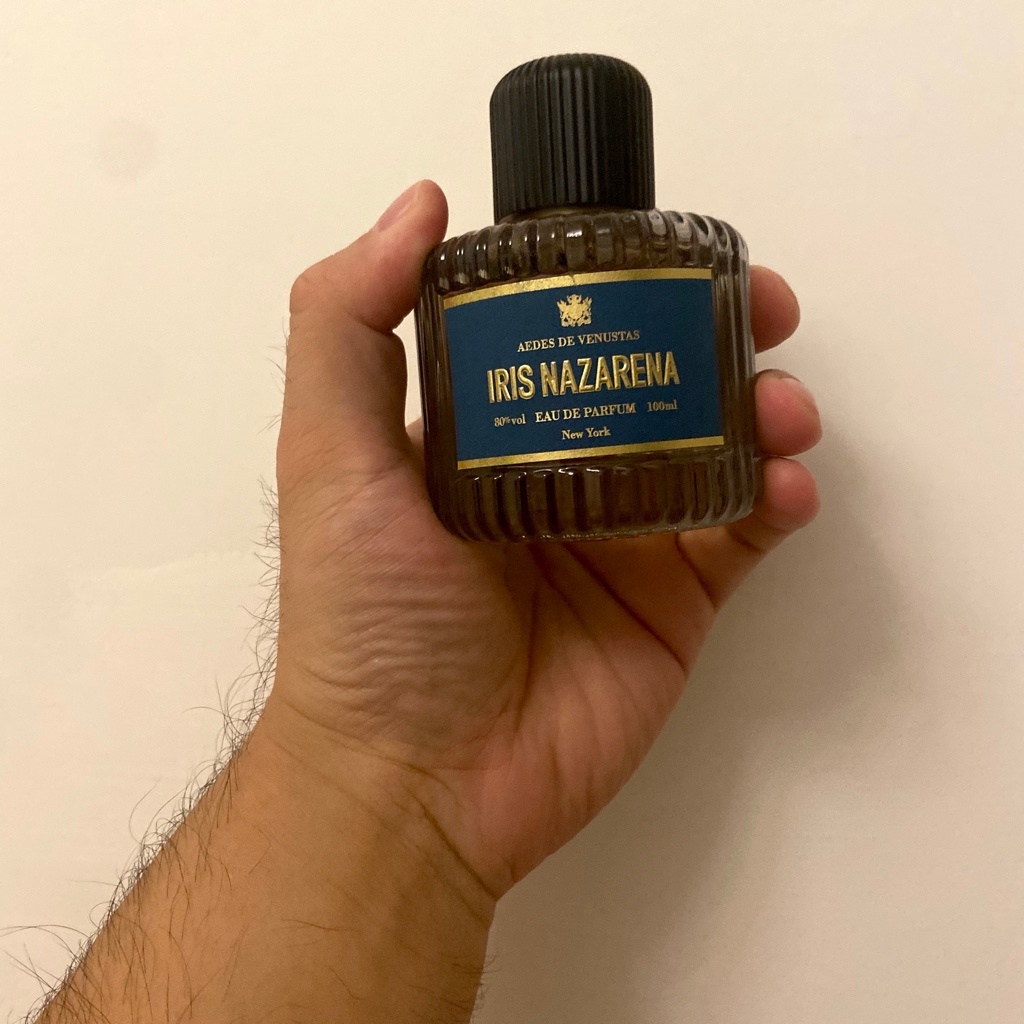 AEDES DE VENUSTAS
IRIS NAZARENA
80% vol EAU DE PARFUM 100ml
New York